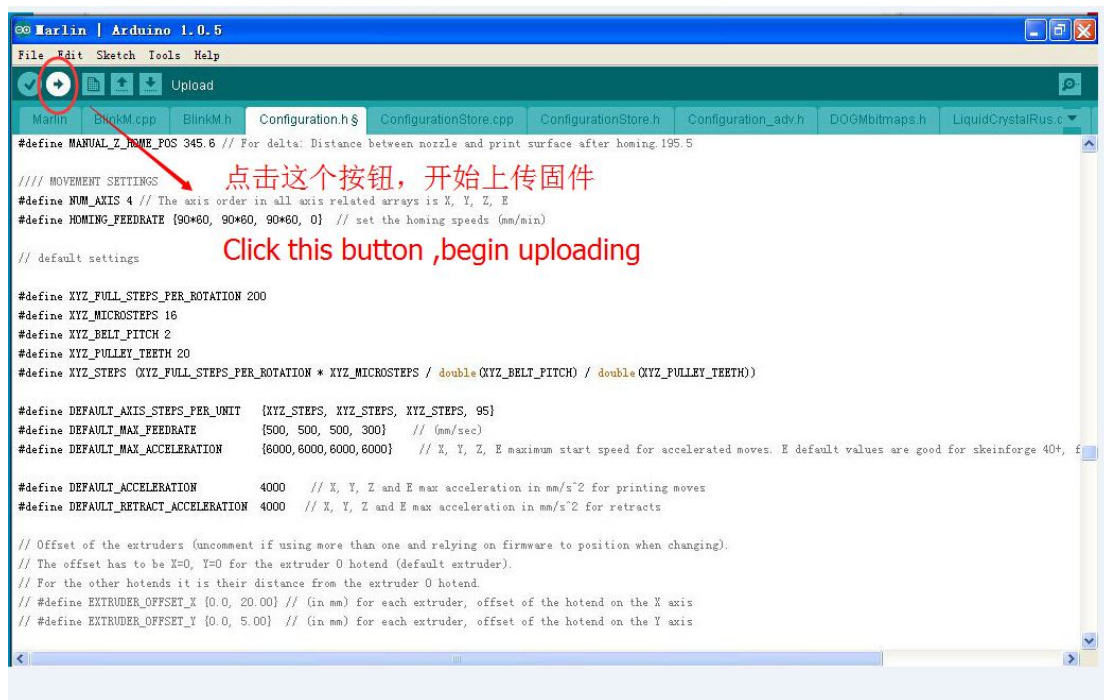 Marlin | Arduino 1.0.5
File Edit Sketch Tools Help
Upload
Marlin BlinkM.cpp BlinkM.h Configuration.h § ConfigurationStore.cpp ConfigurationStore.h Configuration_adv.h DOGMbitmaps.h LiquidCrystalRus.c
#define MANUAL_Z_HOME_POS 345.6 // For delta: Distance between nozzle and print surface after homing.195.5
//// MOVEMENT SETTINGS
点击这个按钮，开始上传固件
#define NUM_AXIS 4 // The axis order in all axis related arrays is X, Y, Z, E
#define HOMING_FEEDRATE {90*60, 90*60, 90*60, 0} // set the homing speeds (mm/min)
Click this button ,begin uploading
// default settings
#define XYZ_FULL_STEPS_PER_ROTATION 200
#define XYZ_MICROSTEPS 16
#define XYZ_BELT_PITCH 2
#define XYZ_PULLEY_TEETH 20
#define XYZ_STEPS (XYZ_FULL_STEPS_PER_ROTATION * XYZ_MICROSTEPS / double(XYZ_BELT_PITCH) / double(XYZ_PULLEY_TEETH))
#define DEFAULT_AXIS_STEPS_PER_UNIT {XYZ_STEPS, XYZ_STEPS, XYZ_STEPS, 95}
#define DEFAULT_MAX_FEEDRATE {500, 500, 500, 300} // (mm/sec)
#define DEFAULT_MAX_ACCELERATION {6000,6000,6000,6000} // X, Y, Z, E maximum start speed for accelerated moves. E default values are good for skeinforge 40+, f
#define DEFAULT_ACCELERATION 4000 // X, Y, Z and E max acceleration in mm/s^2 for printing moves
#define DEFAULT_RETRACT_ACCELERATION 4000 // X, Y, Z and E max acceleration in mm/s^2 for retracts
// Offset of the extruders (uncomment if using more than one and relying on firmware to position when changing).
// The offset has to be X=0, Y=0 for the extruder 0 hotend (default extruder).
// For the other hotends it is their distance from the extruder 0 hotend.
// #define EXTRUDER_OFFSET_X {0.0, 20.00} // (in mm) for each extruder, offset of the hotend on the X axis
// #define EXTRUDER_OFFSET_Y {0.0, 5.00} // (in mm) for each extruder, offset of the hotend on the Y axis